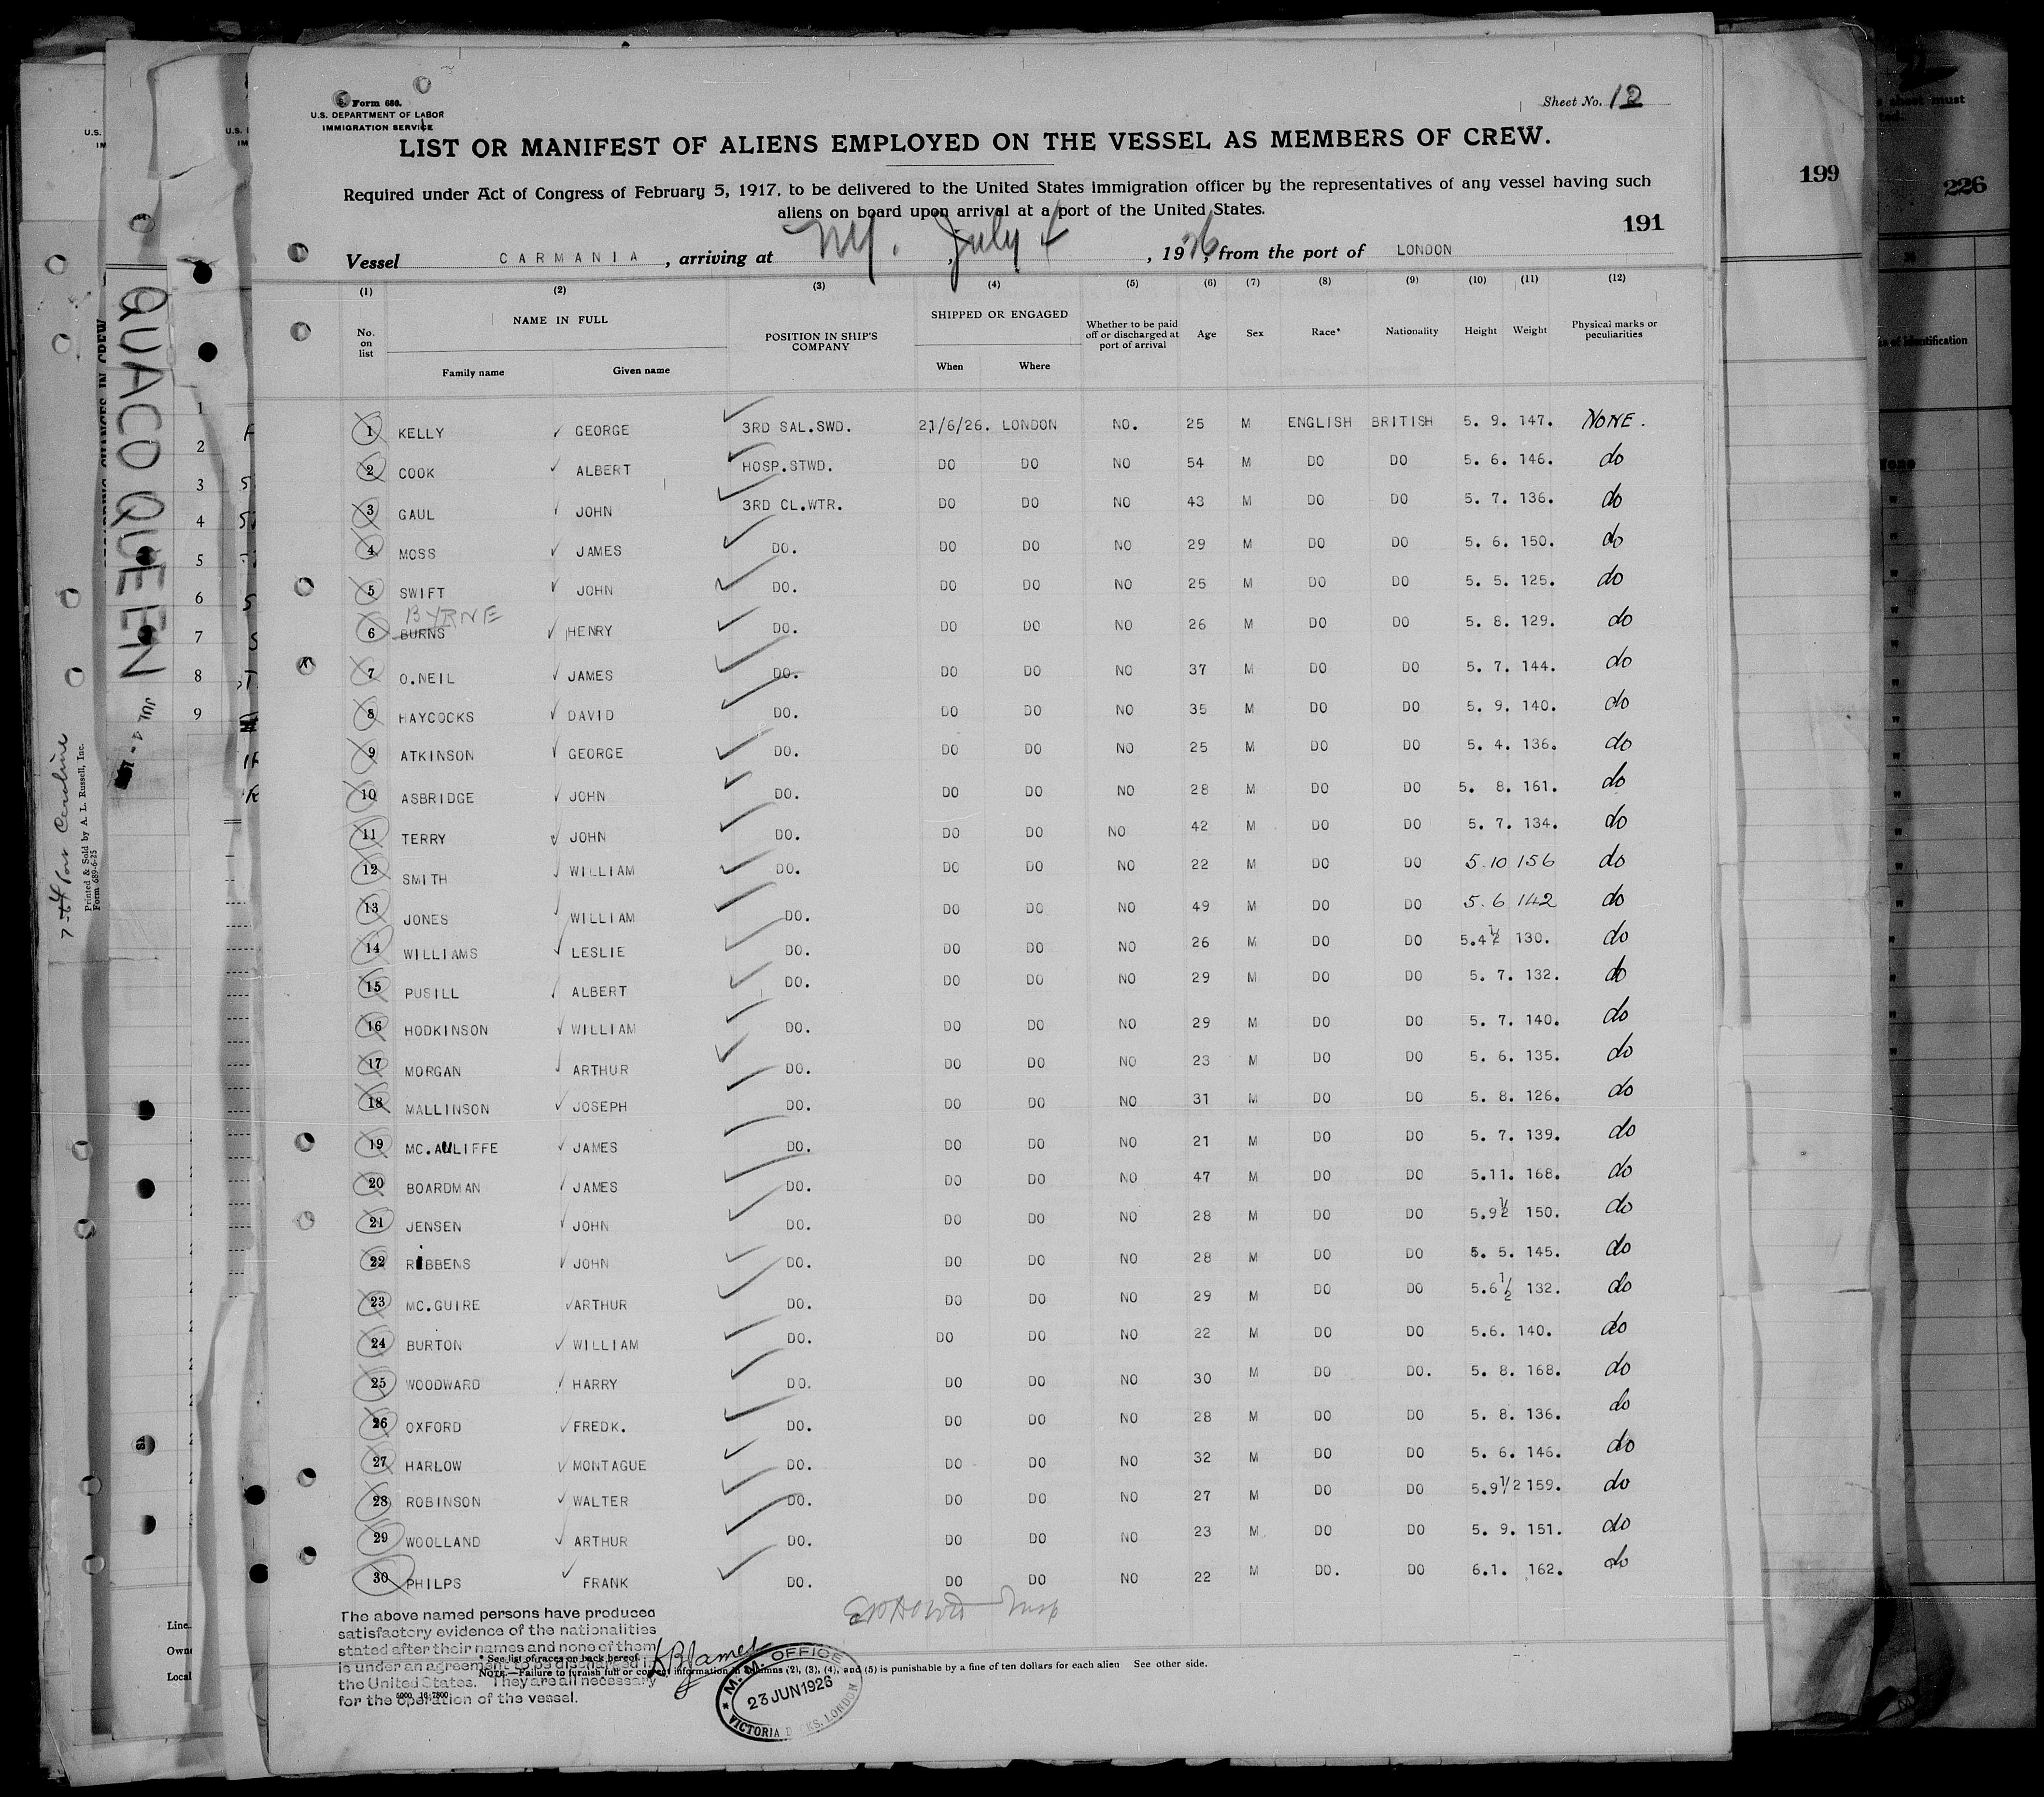 Form 680.
U.S. DEPARTMENT OF LABOR
IMMIGRATION SERVICE
Sheet No. 12
LIST OR MANIFEST OF ALIENS EMPLOYED ON THE VESSEL AS MEMBERS OF CREW.
Required under Act of Congress of February 5, 1917, to be delivered to the United States immigration officer by the representatives of any vessel having such
aliens on board upon arrival at a port of the United States.
191
Vessel CARMANIA, arriving at N.Y., July 4, 1926, from the port of LONDON
(1) (2) (3) (4) (5) (6) (7) (8) (9) (10) (11) (12)
No. on list NAME IN FULL Family name Given name POSITION IN SHIP'S COMPANY SHIPPED OR ENGAGED When Where Whether to be paid off or discharged at port of arrival Age Sex Race* Nationality Height Weight Physical marks or peculiarities
1 KELLY GEORGE 3RD SAL.SWD. 21/6/26. LONDON NO. 25 M ENGLISH BRITISH 5. 9. 147. NONE.
2 COOK ALBERT HOSP.STWD. DO DO NO 54 M DO DO 5. 6. 146. do
3 GAUL JOHN 3RD CL.WTR. DO DO NO 43 M DO DO 5. 7. 136. do
4 MOSS JAMES DO. DO DO NO 29 M DO DO 5. 6. 150. do
5 SWIFT JOHN DO. DO DO NO 25 M DO DO 5. 5. 125. do
BYRNE
6 BURNS HENRY DO. DO DO NO 26 M DO DO 5. 8. 129. do
7 O.NEIL JAMES DO. DO DO NO 37 M DO DO 5. 7. 144. do
8 HAYCOCKS DAVID DO. DO DO NO 35 M DO DO 5. 9. 140. do
9 ATKINSON GEORGE DO. DO DO NO 25 M DO DO 5. 4. 136. do
10 ASBRIDGE JOHN DO. DO DO NO 28 M DO DO 5. 8. 161. do
11 TERRY JOHN DO. DO DO NO 42 M DO DO 5. 7. 134. do
12 SMITH WILLIAM DO. DO DO NO 22 M DO DO 5.10 156 do
13 JONES WILLIAM DO. DO DO NO 49 M DO DO 5.6 142 do
14 WILLIAMS LESLIE DO. DO DO NO 26 M DO DO 5.4½ 130. do
15 PUSILL ALBERT DO. DO DO NO 29 M DO DO 5. 7. 132. do
16 HODKINSON WILLIAM DO. DO DO NO 29 M DO DO 5. 7. 140. do
17 MORGAN ARTHUR DO. DO DO NO 23 M DO DO 5. 6. 135. do
18 MALLINSON JOSEPH DO. DO DO NO 31 M DO DO 5. 8. 126. do
19 MC.AULIFFE JAMES DO. DO DO NO 21 M DO DO 5. 7. 139. do
20 BOARDMAN JAMES DO. DO DO NO 47 M DO DO 5.11. 168. do
21 JENSEN JOHN DO. DO DO NO 28 M DO DO 5.9½ 150. do
22 RIBBENS JOHN DO. DO DO NO 28 M DO DO 5. 5. 145. do
23 MC.GUIRE ARTHUR DO. DO DO NO 29 M DO DO 5.6½ 132. do
24 BURTON WILLIAM DO. DO DO NO 22 M DO DO 5.6. 140. do
25 WOODWARD HARRY DO. DO DO NO 30 M DO DO. 5. 8. 168. do
26 OXFORD FREDK. DO. DO DO NO 28 M DO DO 5. 8. 136. do
27 HARLOW MONTAGUE DO. DO DO NO 32 M DO DO 5. 6. 146. do
28 ROBINSON WALTER DO. DO DO NO 27 M DO DO 5.9½ 159. do
29 WOOLLAND ARTHUR DO. DO DO NO 23 M DO DO 5. 9. 151. do
30 PHILPS FRANK DO. DO DO NO 22 M DO. DO 6.1. 162. do
The above named persons have produced
satisfactory evidence of the nationalities
stated after their names and none of them
is under an agreement to be discharged in
the United States. They are all necessary
for the operation of the vessel.
* See list of races on back hereof.
NOTE.—Failure to furnish full or correct information in columns (2), (3), (4), and (5) is punishable by a fine of ten dollars for each alien See other side.
M.M. OFFICE
23 JUN 1926
VICTORIA DOCKS, LONDON
QUACO QUEEN
Printed & Sold by A. L. Russell, Inc.
Form 689-6-25
1
2
3
4
5
6
7
8
9
Line
Local
199
226
sheet must